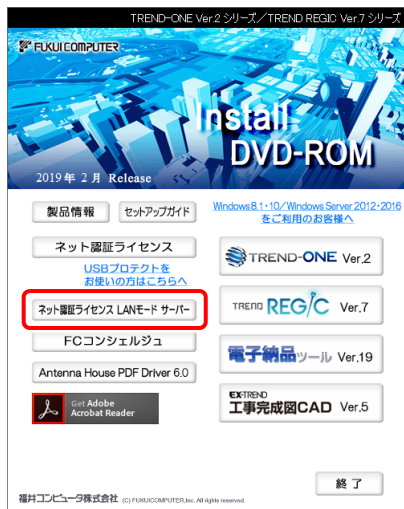 TREND-ONE Ver.2 シリーズ／TREND REGIC Ver.7 シリーズ
FUKUI COMPUTER
Install
DVD-ROM
2019年 2月 Release
製品情報
セットアップガイド
Windows8.1・10／Windows Server 2012・2016
をご利用のお客様へ
ネット認証ライセンス
USBプロテクトを
お使いの方はこちらへ
ネット認証ライセンス LANモード サーバー
FCコンシェルジュ
Antenna House PDF Driver 6.0
Get Adobe
Acrobat Reader
TREND-ONE Ver.2
TREND REGIC Ver.7
電子納品ツール Ver.19
EX-TREND
工事完成図CAD Ver.5
終了
福井コンピュータ株式会社 (C) FUKUI COMPUTER, Inc. All rights reserved.